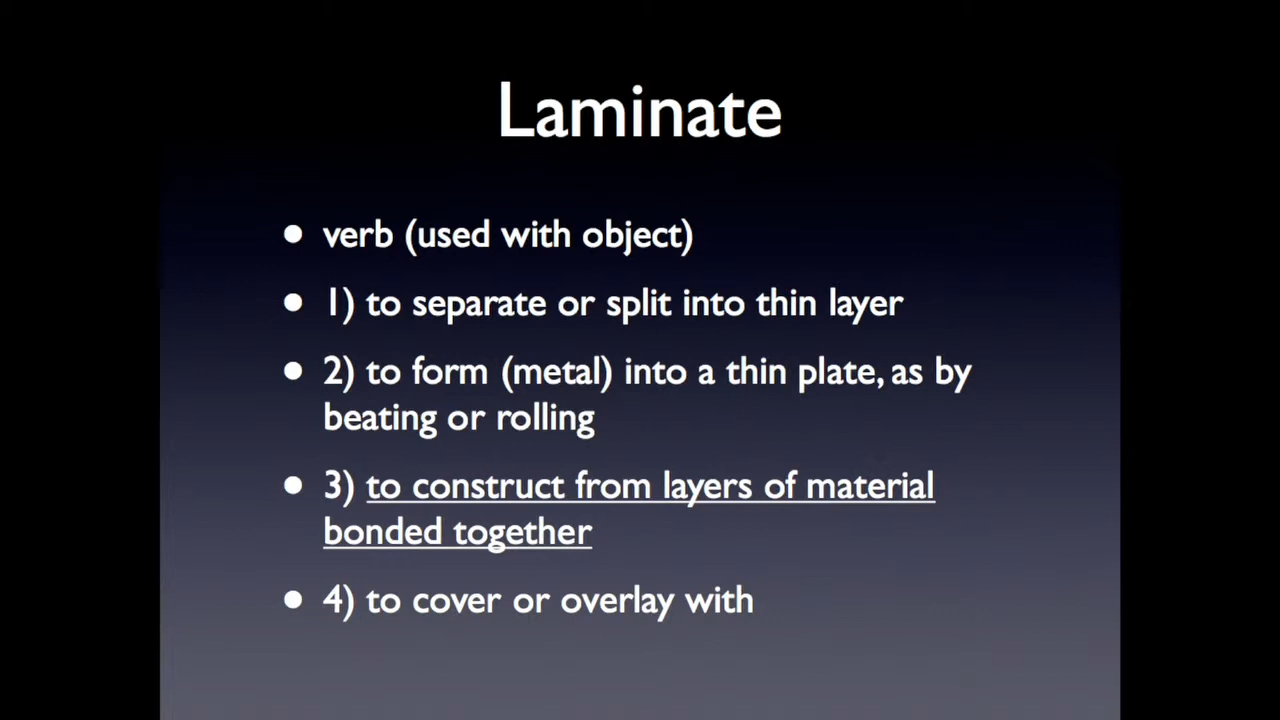 Laminate
• verb (used with object)
• 1) to separate or split into thin layer
• 2) to form (metal) into a thin plate, as by
beating or rolling
• 3) to construct from layers of material
bonded together
• 4) to cover or overlay with